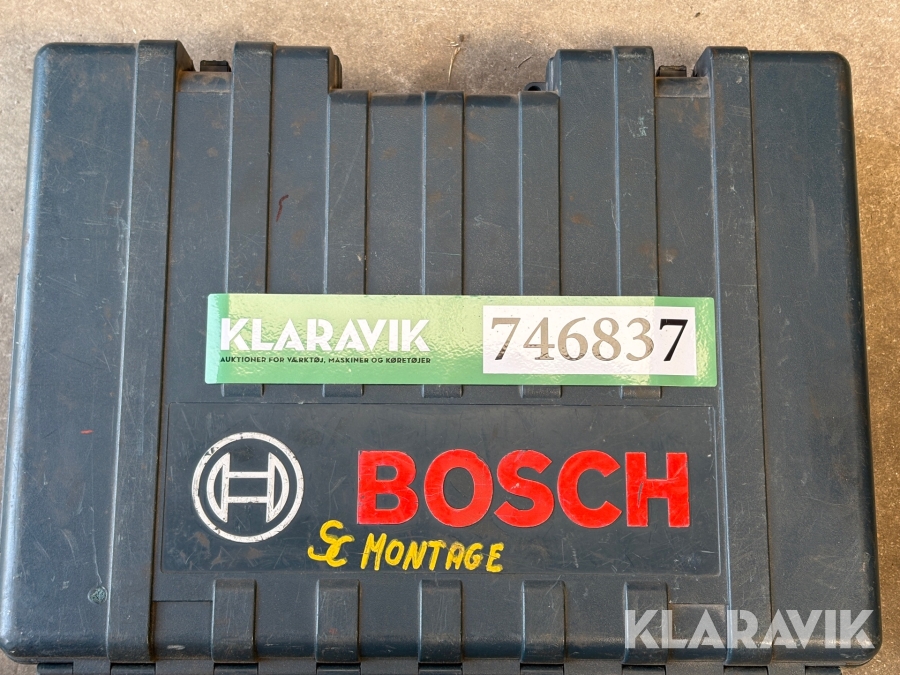 KLARAVIK
AUKTIONER FOR VÆRKTØJ, MASKINER OG KØRETØJER
746837
BOSCH
SC MONTAGE
KLARAVIK